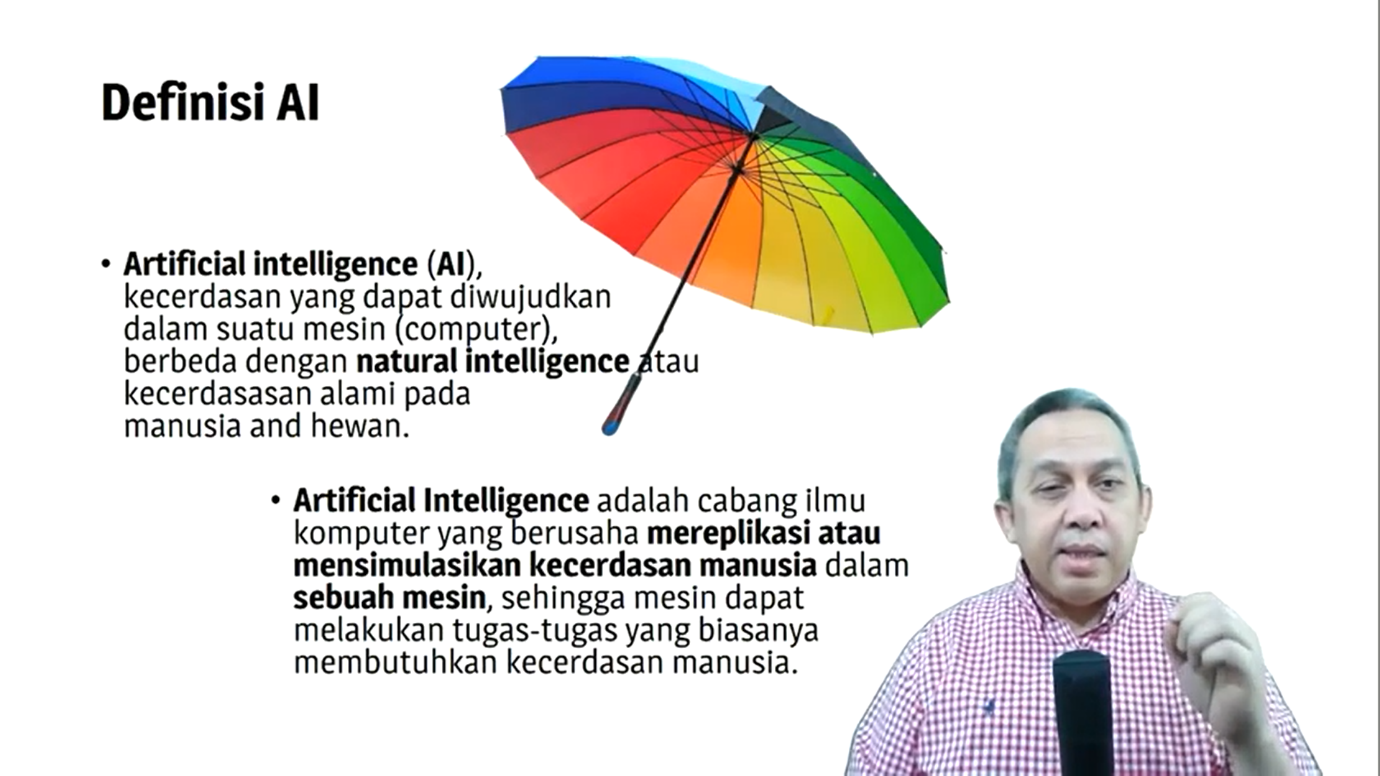 Definisi AI
• Artificial intelligence (AI),
kecerdasan yang dapat diwujudkan
dalam suatu mesin (computer),
berbeda dengan natural intelligence atau
kecerdasasan alami pada
manusia and hewan.
• Artificial Intelligence adalah cabang ilmu
komputer yang berusaha mereplikasi atau
mensimulasikan kecerdasan manusia dalam
sebuah mesin, sehingga mesin dapat
melakukan tugas-tugas yang biasanya
membutuhkan kecerdasan manusia.